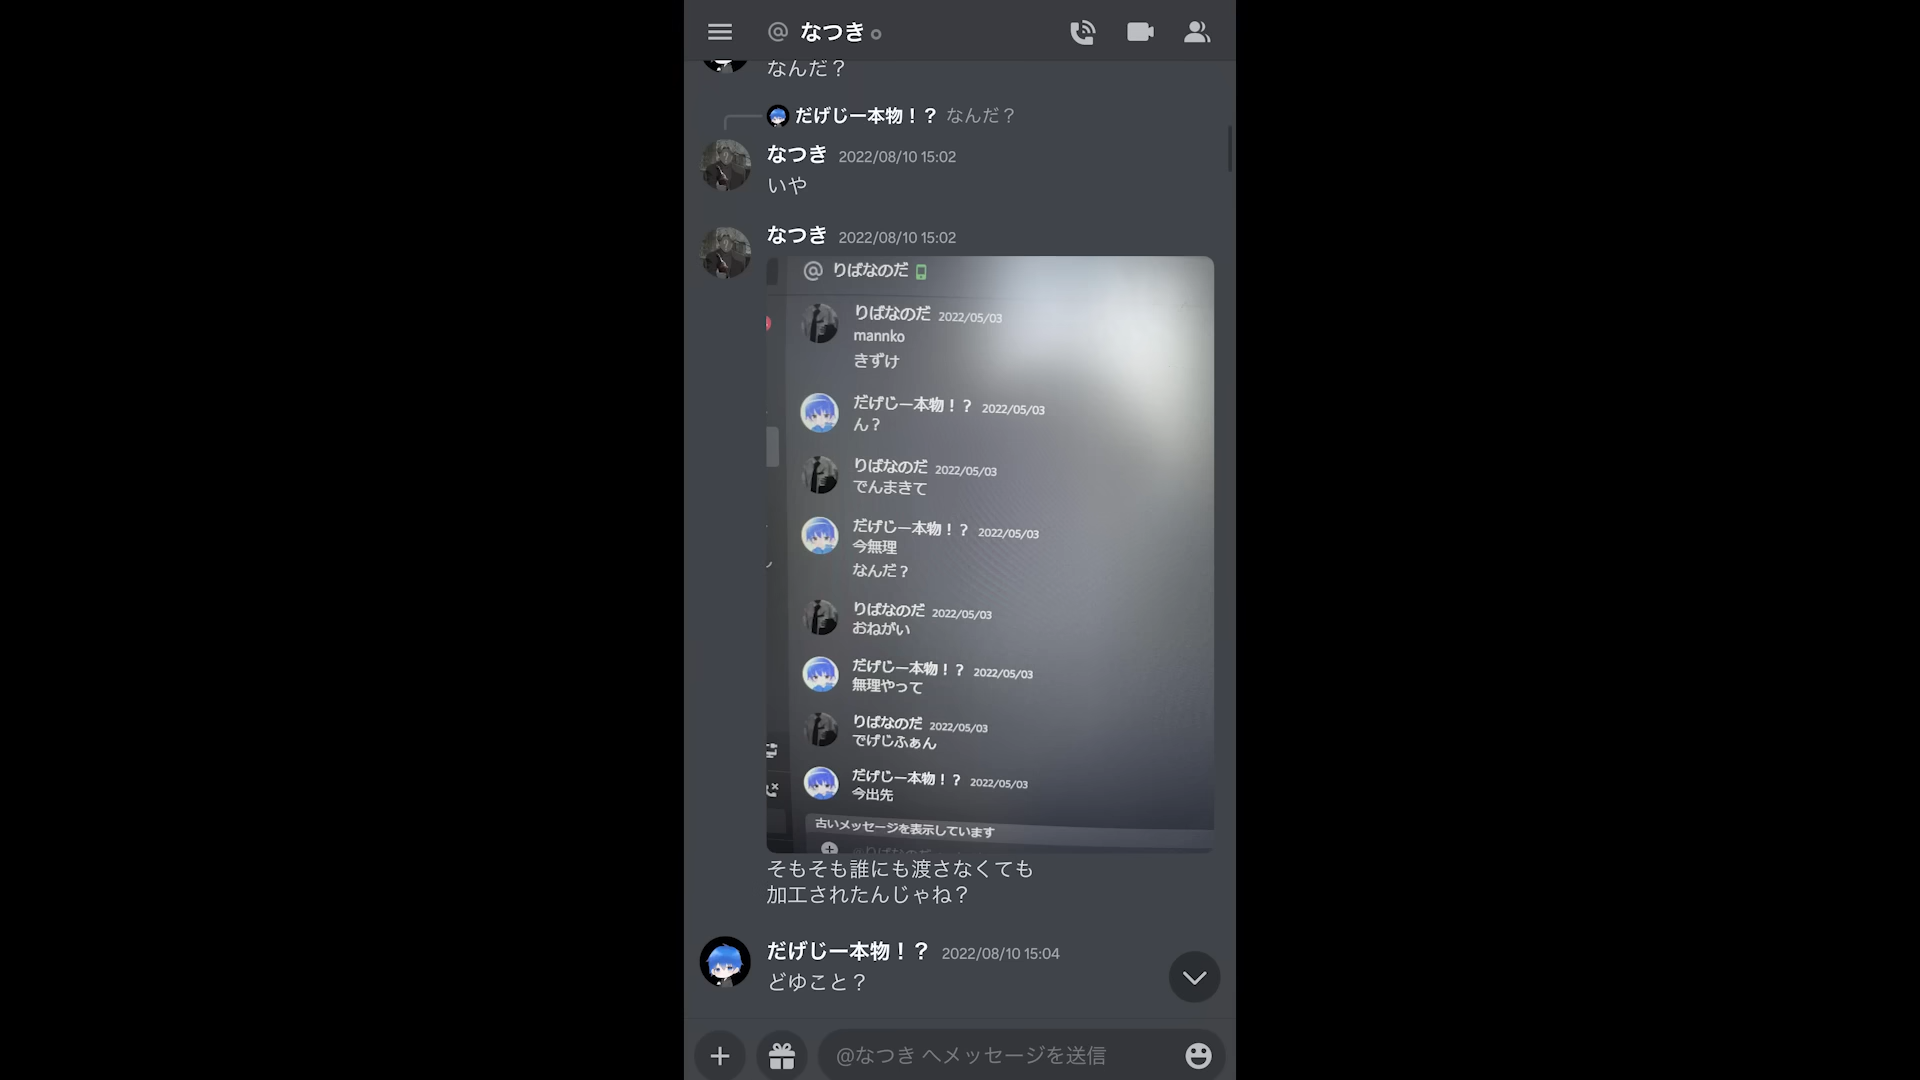 @ なつき
なんだ？
だげじー本物！？ なんだ？
なつき 2022/08/10 15:02
いや
なつき 2022/08/10 15:02
@ りばなのだ
りばなのだ 2022/05/03
mannko
きずけ
だげじー本物！？ 2022/05/03
ん？
りばなのだ 2022/05/03
でんまきて
だげじー本物！？ 2022/05/03
今無理
なんだ？
りばなのだ 2022/05/03
おねがい
だげじー本物！？ 2022/05/03
無理やって
りばなのだ 2022/05/03
でげじふぁん
だげじー本物！？ 2022/05/03
今出先
古いメッセージを表示しています
そもそも誰にも渡さなくても
加工されたんじゃね？
だげじー本物！？ 2022/08/10 15:04
どゆこと？
@なつき へメッセージを送信